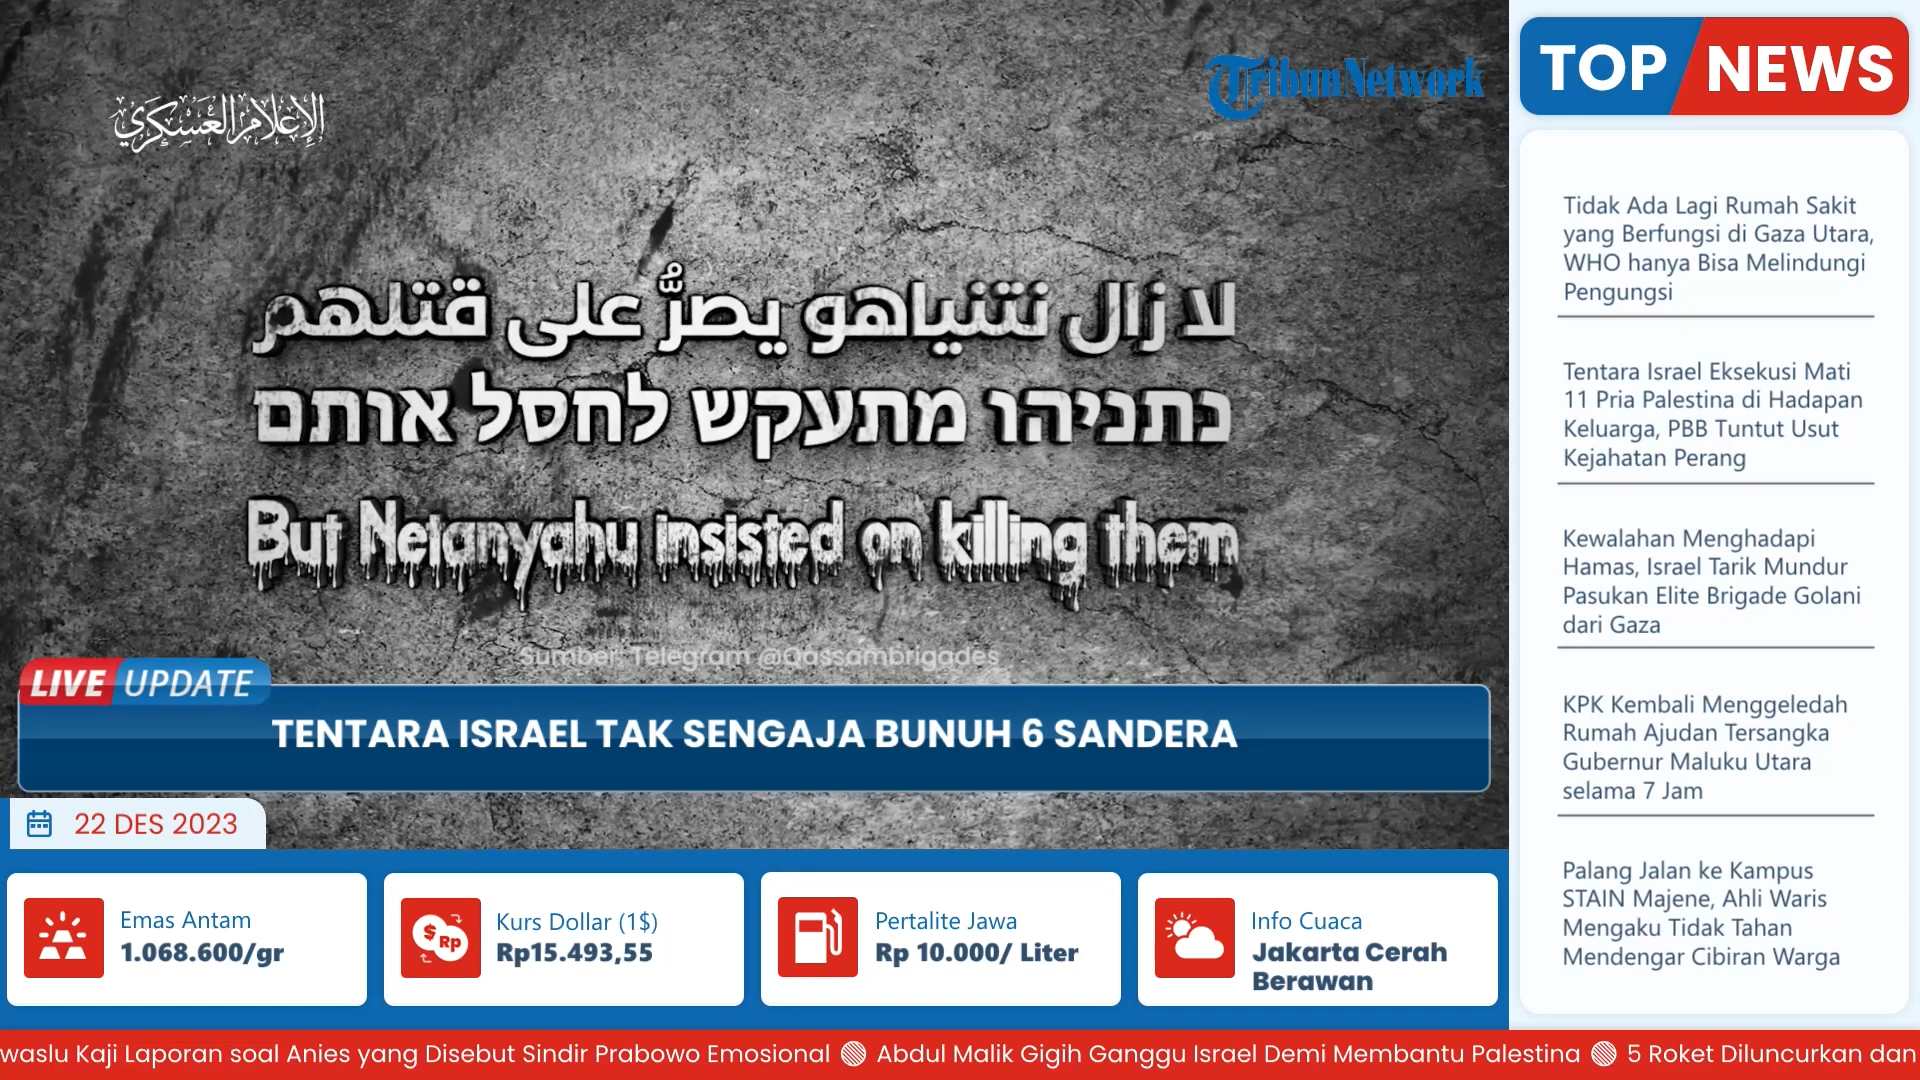 الإعلام العسكري
TribunNetwork
لا زال نتنياهو يصرُّ على قتلهم
נתניהו מתעקש לחסל אותם
But Netanyahu insisted on killing them
Sumber: Telegram @Qassambrigades
LIVE UPDATE
TENTARA ISRAEL TAK SENGAJA BUNUH 6 SANDERA
22 DES 2023
Emas Antam
1.068.600/gr
Kurs Dollar (1$)
Rp15.493,55
Pertalite Jawa
Rp 10.000/ Liter
Info Cuaca
Jakarta Cerah
Berawan
TOP NEWS
Tidak Ada Lagi Rumah Sakit
yang Berfungsi di Gaza Utara,
WHO hanya Bisa Melindungi
Pengungsi
Tentara Israel Eksekusi Mati
11 Pria Palestina di Hadapan
Keluarga, PBB Tuntut Usut
Kejahatan Perang
Kewalahan Menghadapi
Hamas, Israel Tarik Mundur
Pasukan Elite Brigade Golani
dari Gaza
KPK Kembali Menggeledah
Rumah Ajudan Tersangka
Gubernur Maluku Utara
selama 7 Jam
Palang Jalan ke Kampus
STAIN Majene, Ahli Waris
Mengaku Tidak Tahan
Mendengar Cibiran Warga
waslu Kaji Laporan soal Anies yang Disebut Sindir Prabowo Emosional Abdul Malik Gigih Ganggu Israel Demi Membantu Palestina 5 Roket Diluncurkan dan